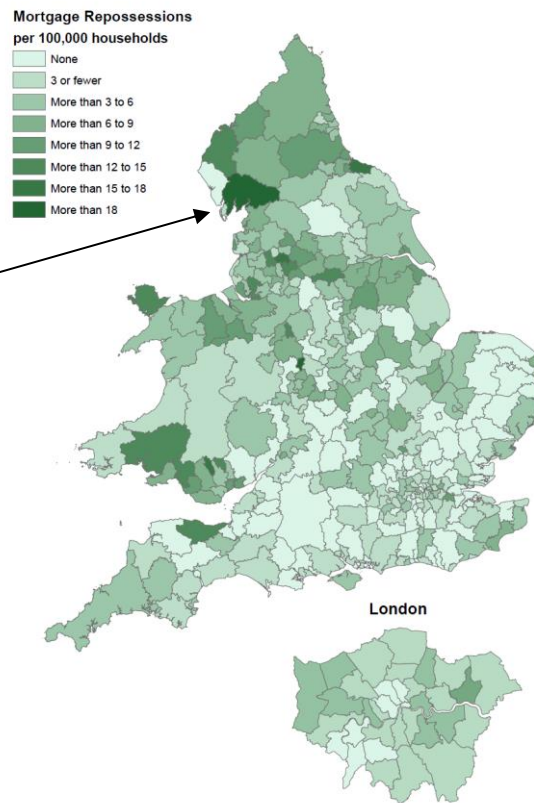 Mortgage Repossessions
per 100,000 households
None
3 or fewer
More than 3 to 6
More than 6 to 9
More than 9 to 12
More than 12 to 15
More than 15 to 18
More than 18
London